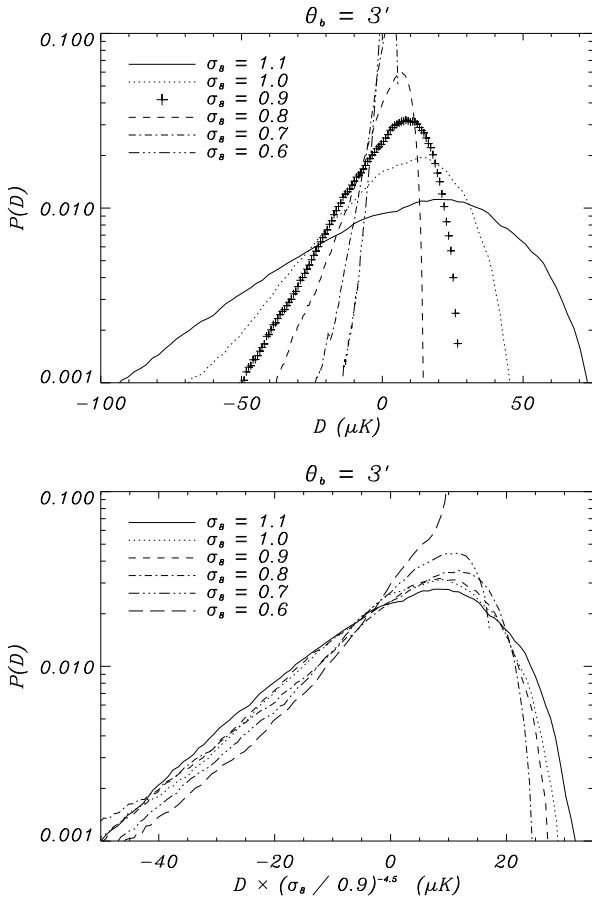 θb = 3'
0.100
0.010
0.001
P(D)
σ8 = 1.1
σ8 = 1.0
σ8 = 0.9
σ8 = 0.8
σ8 = 0.7
σ8 = 0.6
−100 −50 0 50
D (μK)
θb = 3'
0.100
0.010
0.001
P(D)
σ8 = 1.1
σ8 = 1.0
σ8 = 0.9
σ8 = 0.8
σ8 = 0.7
σ8 = 0.6
−40 −20 0 20
D × (σ8 / 0.9)^−4.5 (μK)